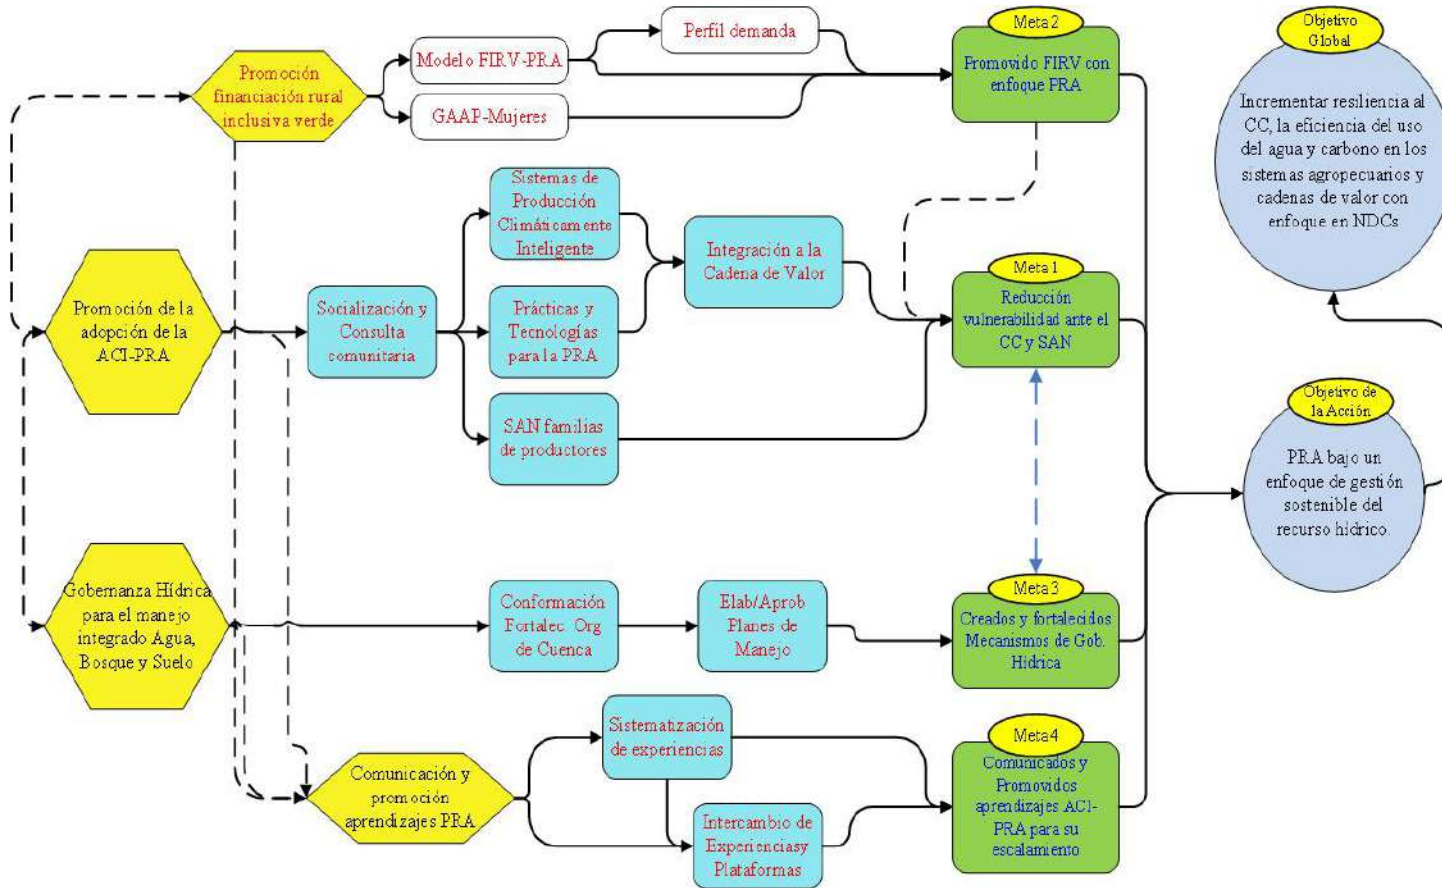 Promoción
financiación rural
inclusiva verde
Modelo FIRV-PRA
GAAP-Mujeres
Perfil demanda
Meta 2
Promovido FIRV con
enfoque PRA
Objetivo
Global
Incrementar resiliencia al
CC, la eficiencia del uso
del agua y carbono en los
sistemas agropecuarios y
cadenas de valor con
enfoque en NDCs
Promoción de la
adopción de la
ACI-PRA
Socialización y
Consulta
comunitaria
Sistemas de
Producción
Climáticamente
Inteligente
Prácticas y
Tecnologías
para la PRA
SAN familias
de productores
Integración a la
Cadena de Valor
Meta 1
Reducción
vulnerabilidad ante el
CC y SAN
Objetivo de
la Acción
PRA bajo un
enfoque de gestión
sostenible del
recurso hídrico.
Gobernanza Hídrica
para el manejo
integrado Agua,
Bosque y Suelo
Conformación
Fortalec. Org
de Cuenca
Elab/Aprob
Planes de
Manejo
Meta 3
Creados y fortalecidos
Mecanismos de Gob.
Hídrica
Comunicación y
promoción
aprendizajes PRA
Sistematización
de experiencias
Intercambio de
Experienciasy
Plataformas
Meta 4
Comunicados y
Promovidos
aprendizajes ACI-
PRA para su
escalamiento